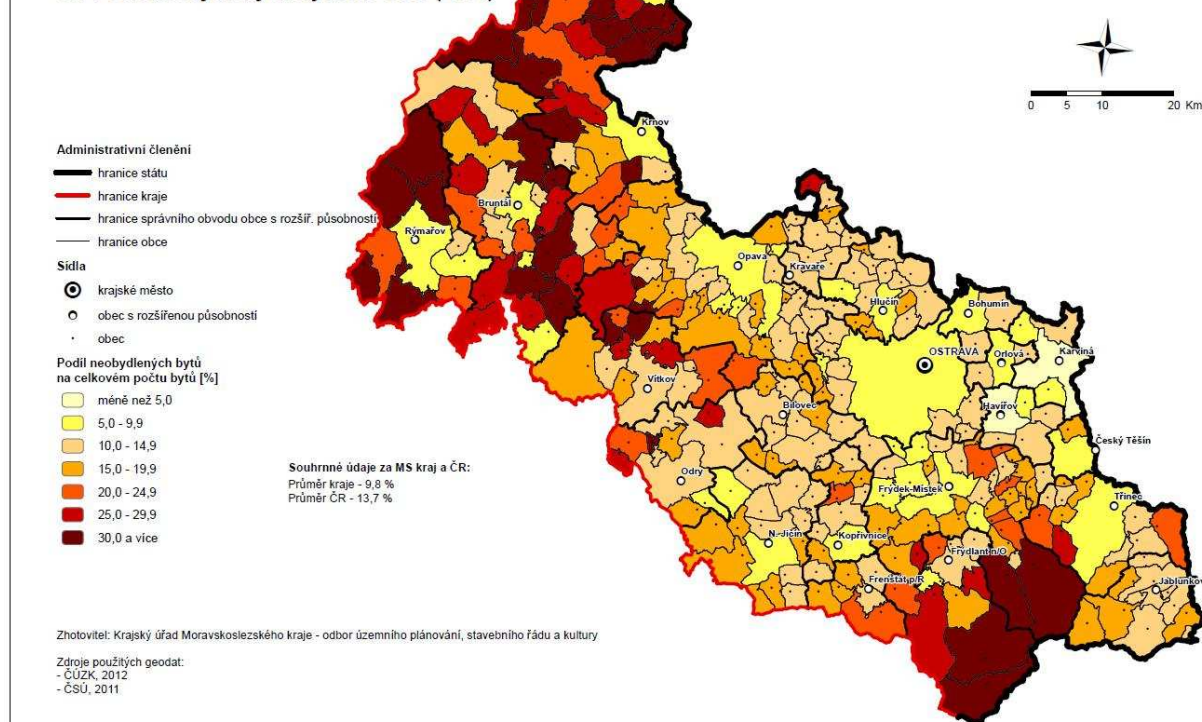 0 5 10 20 Km
Administrativní členění
hranice státu
hranice kraje
hranice správního obvodu obce s rozšíř. působností
hranice obce
Sídla
krajské město
obec s rozšířenou působností
obec
Podíl neobydlených bytů
na celkovém počtu bytů [%]
méně než 5,0
5,0 - 9,9
10,0 - 14,9
15,0 - 19,9
20,0 - 24,9
25,0 - 29,9
30,0 a více
Souhrnné údaje za MS kraj a ČR:
Průměr kraje - 9,8 %
Průměr ČR - 13,7 %
Krnov
Bruntál
Rýmařov
Opava
Kravaře
Hlučín
Bohumín
OSTRAVA
Orlová
Karviná
Vítkov
Bílovec
Havířov
Český Těšín
Odry
Frýdek-Místek
Třinec
N. Jičín
Kopřivnice
Frýdlant n/O
Frenštát p/R
Jablunkov
Zhotovitel: Krajský úřad Moravskoslezského kraje - odbor územního plánování, stavebního řádu a kultury
Zdroje použitých geodat:
- ČÚZK, 2012
- ČSÚ, 2011